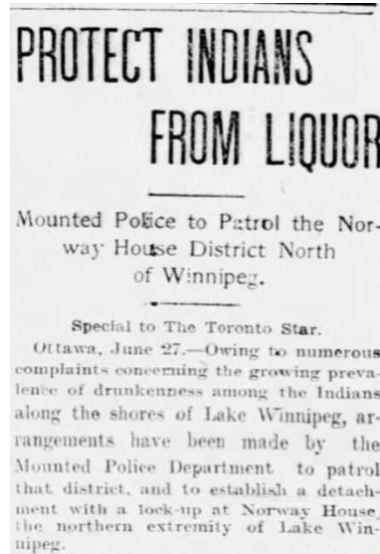 PROTECT INDIANS
FROM LIQUOR
Mounted Police to Patrol the Nor-
way House District North
of Winnipeg.
Special to The Toronto Star.
Ottawa, June 27.—Owing to numerous
complaints concerning the growing preva-
lence of drunkenness among the Indians
along the shores of Lake Winnipeg, ar-
rangements have been made by the
Mounted Police Department to patrol
that district, and to establish a detach-
ment with a lock-up at Norway House,
the northern extremity of Lake Win-
nipeg.